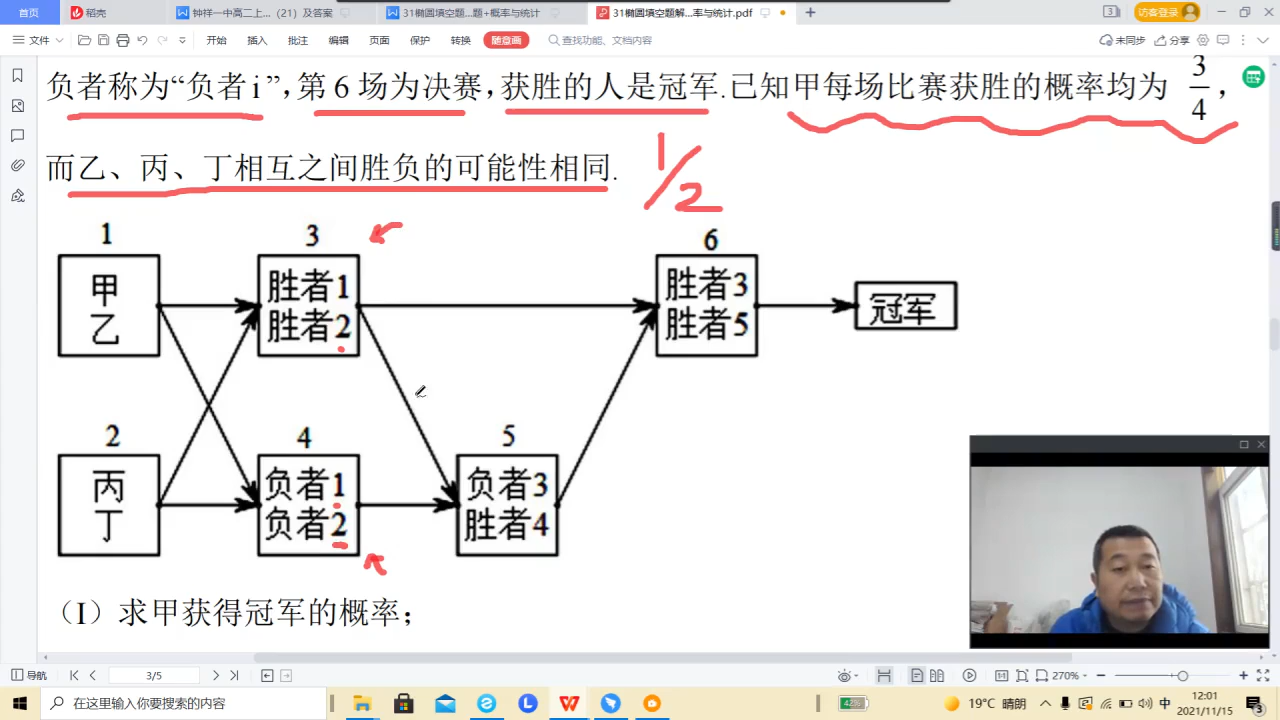 首页 稻壳 钟祥一中高二上... （21）及答案 31椭圆填空题...题+概率与统计 31椭圆填空题解...率与统计.pdf 访客登录
文件 开始 插入 批注 编辑 页面 保护 转换 随意画 查找功能、文档内容 未同步 分享
负者称为“负者 i”，第 6 场为决赛，获胜的人是冠军.已知甲每场比赛获胜的概率均为 3/4，
而乙、丙、丁相互之间胜负的可能性相同. 1/2
1 3 6
甲 胜者1 胜者3
乙 胜者2 胜者5 冠军
2 4 5
丙 负者1 负者3
丁 负者2 胜者4
（I）求甲获得冠军的概率；
导航 3/5 270%
在这里输入你要搜索的内容 19°C 晴朗 中 12:01
2021/11/15 3